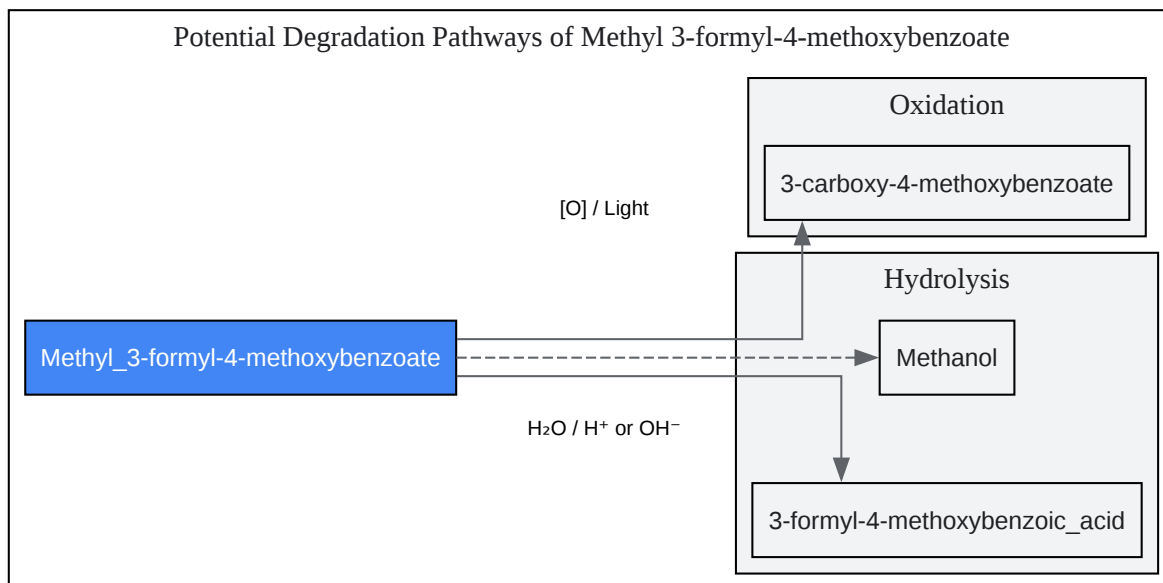 Potential Degradation Pathways of Methyl 3-formyl-4-methoxybenzoate
Oxidation
3-carboxy-4-methoxybenzoate
[O] / Light
Hydrolysis
Methyl_3-formyl-4-methoxybenzoate
Methanol
H₂O / H⁺ or OH⁻
3-formyl-4-methoxybenzoic_acid